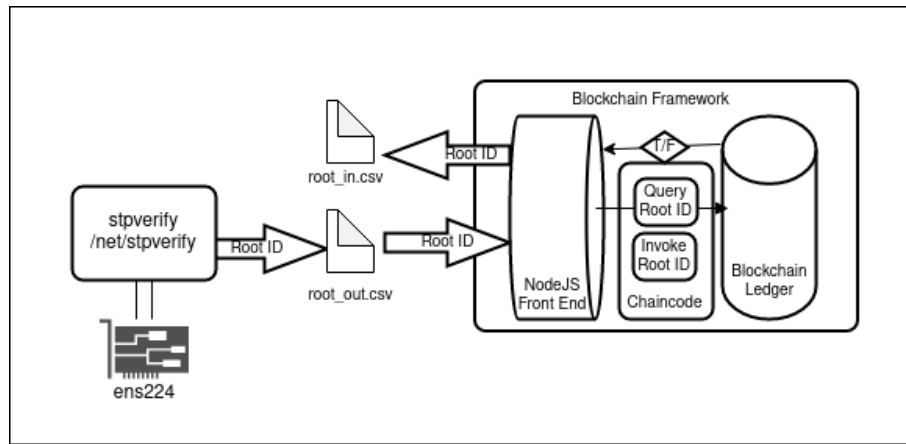 Blockchain Framework
Root ID
root_in.csv
T/F
stpverify
/net/stpverify
Root ID
root_out.csv
Root ID
Query
Root ID
Invoke
Root ID
NodeJS
Front End
Chaincode
Blockchain
Ledger
ens224